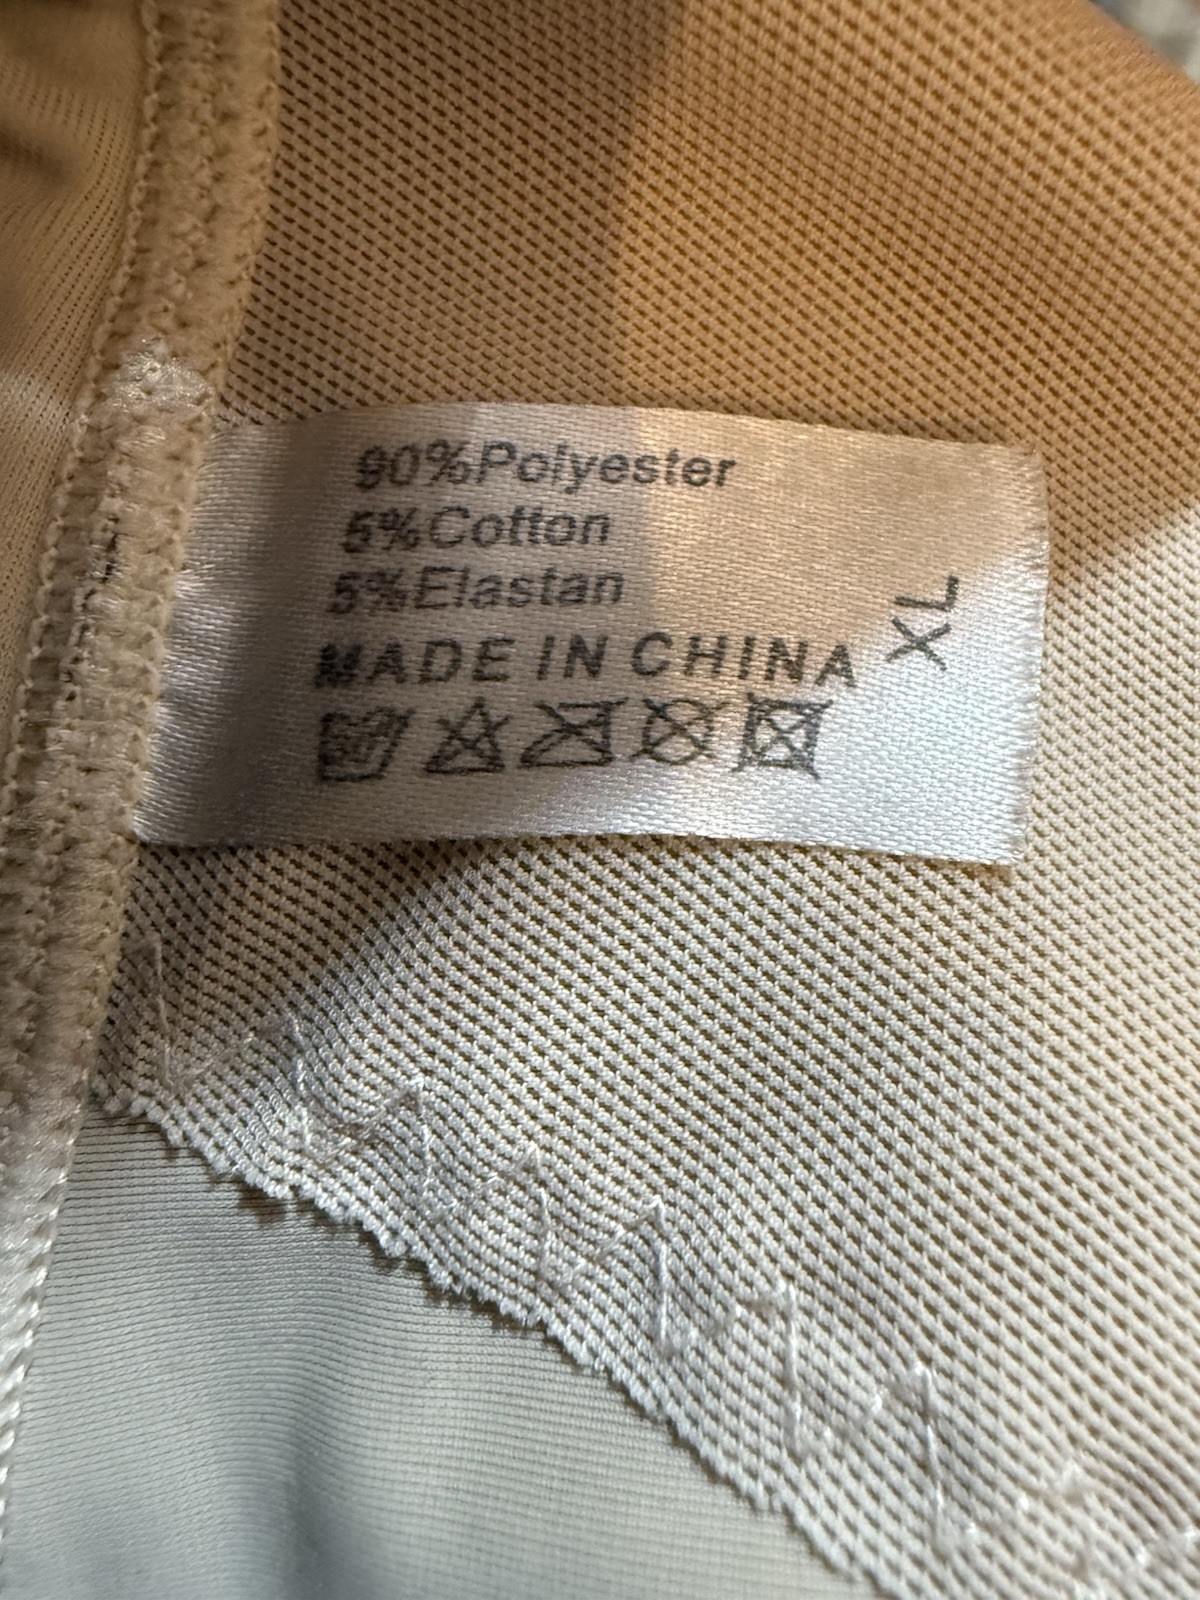 90%Polyester
5%Cotton
5%Elastan
MADE IN CHINA
XL